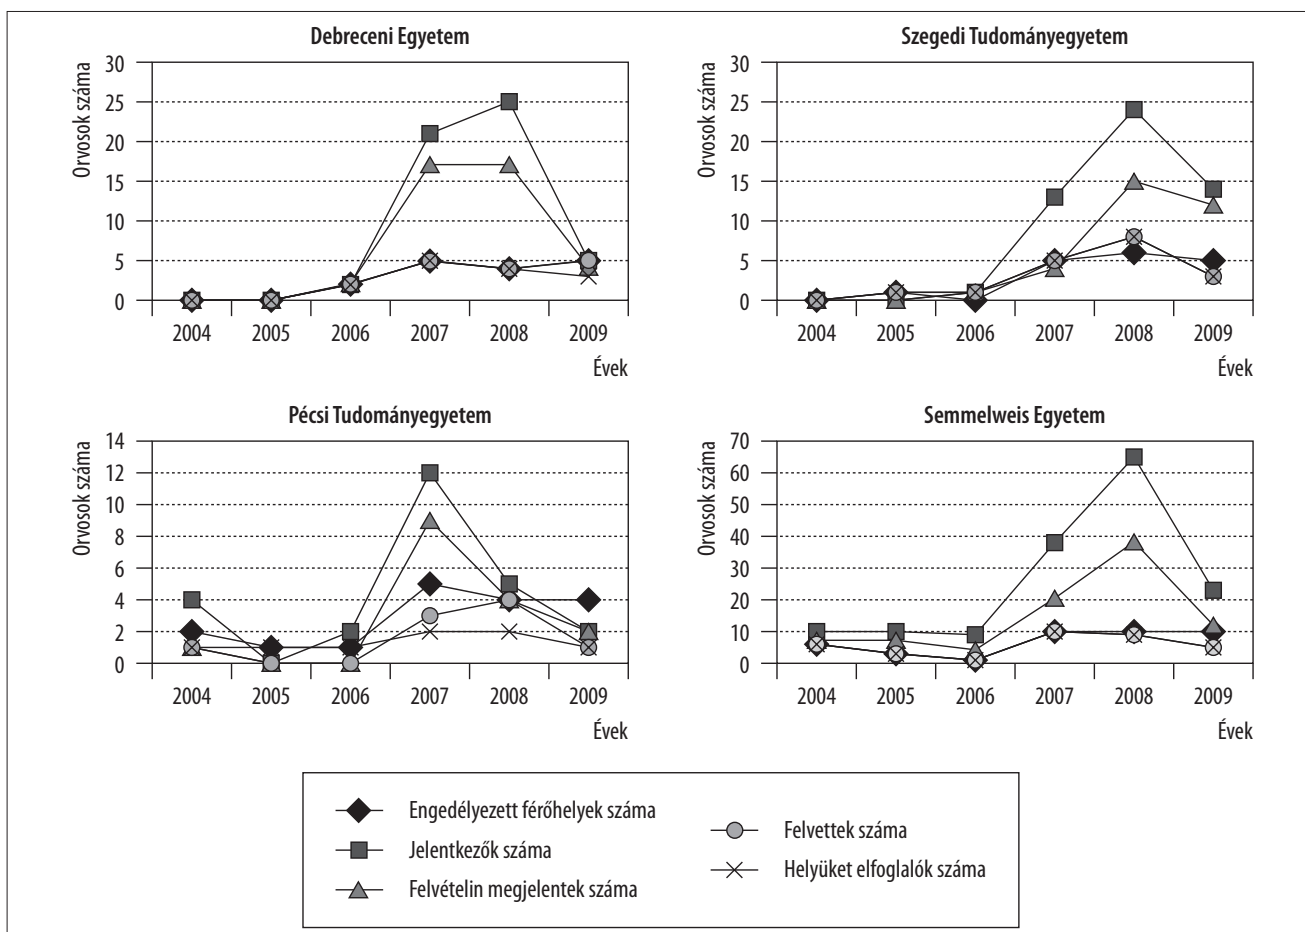 Debreceni Egyetem
Orvosok száma
30
25
20
15
10
5
0
2004 2005 2006 2007 2008 2009
Évek
Szegedi Tudományegyetem
Orvosok száma
30
25
20
15
10
5
0
2004 2005 2006 2007 2008 2009
Évek
Pécsi Tudományegyetem
Orvosok száma
14
12
10
8
6
4
2
0
2004 2005 2006 2007 2008 2009
Évek
Semmelweis Egyetem
Orvosok száma
70
60
50
40
30
20
10
0
2004 2005 2006 2007 2008 2009
Évek
Engedélyezett férőhelyek száma
Jelentkezők száma
Felvételin megjelentek száma
Felvettek száma
Helyüket elfoglalók száma